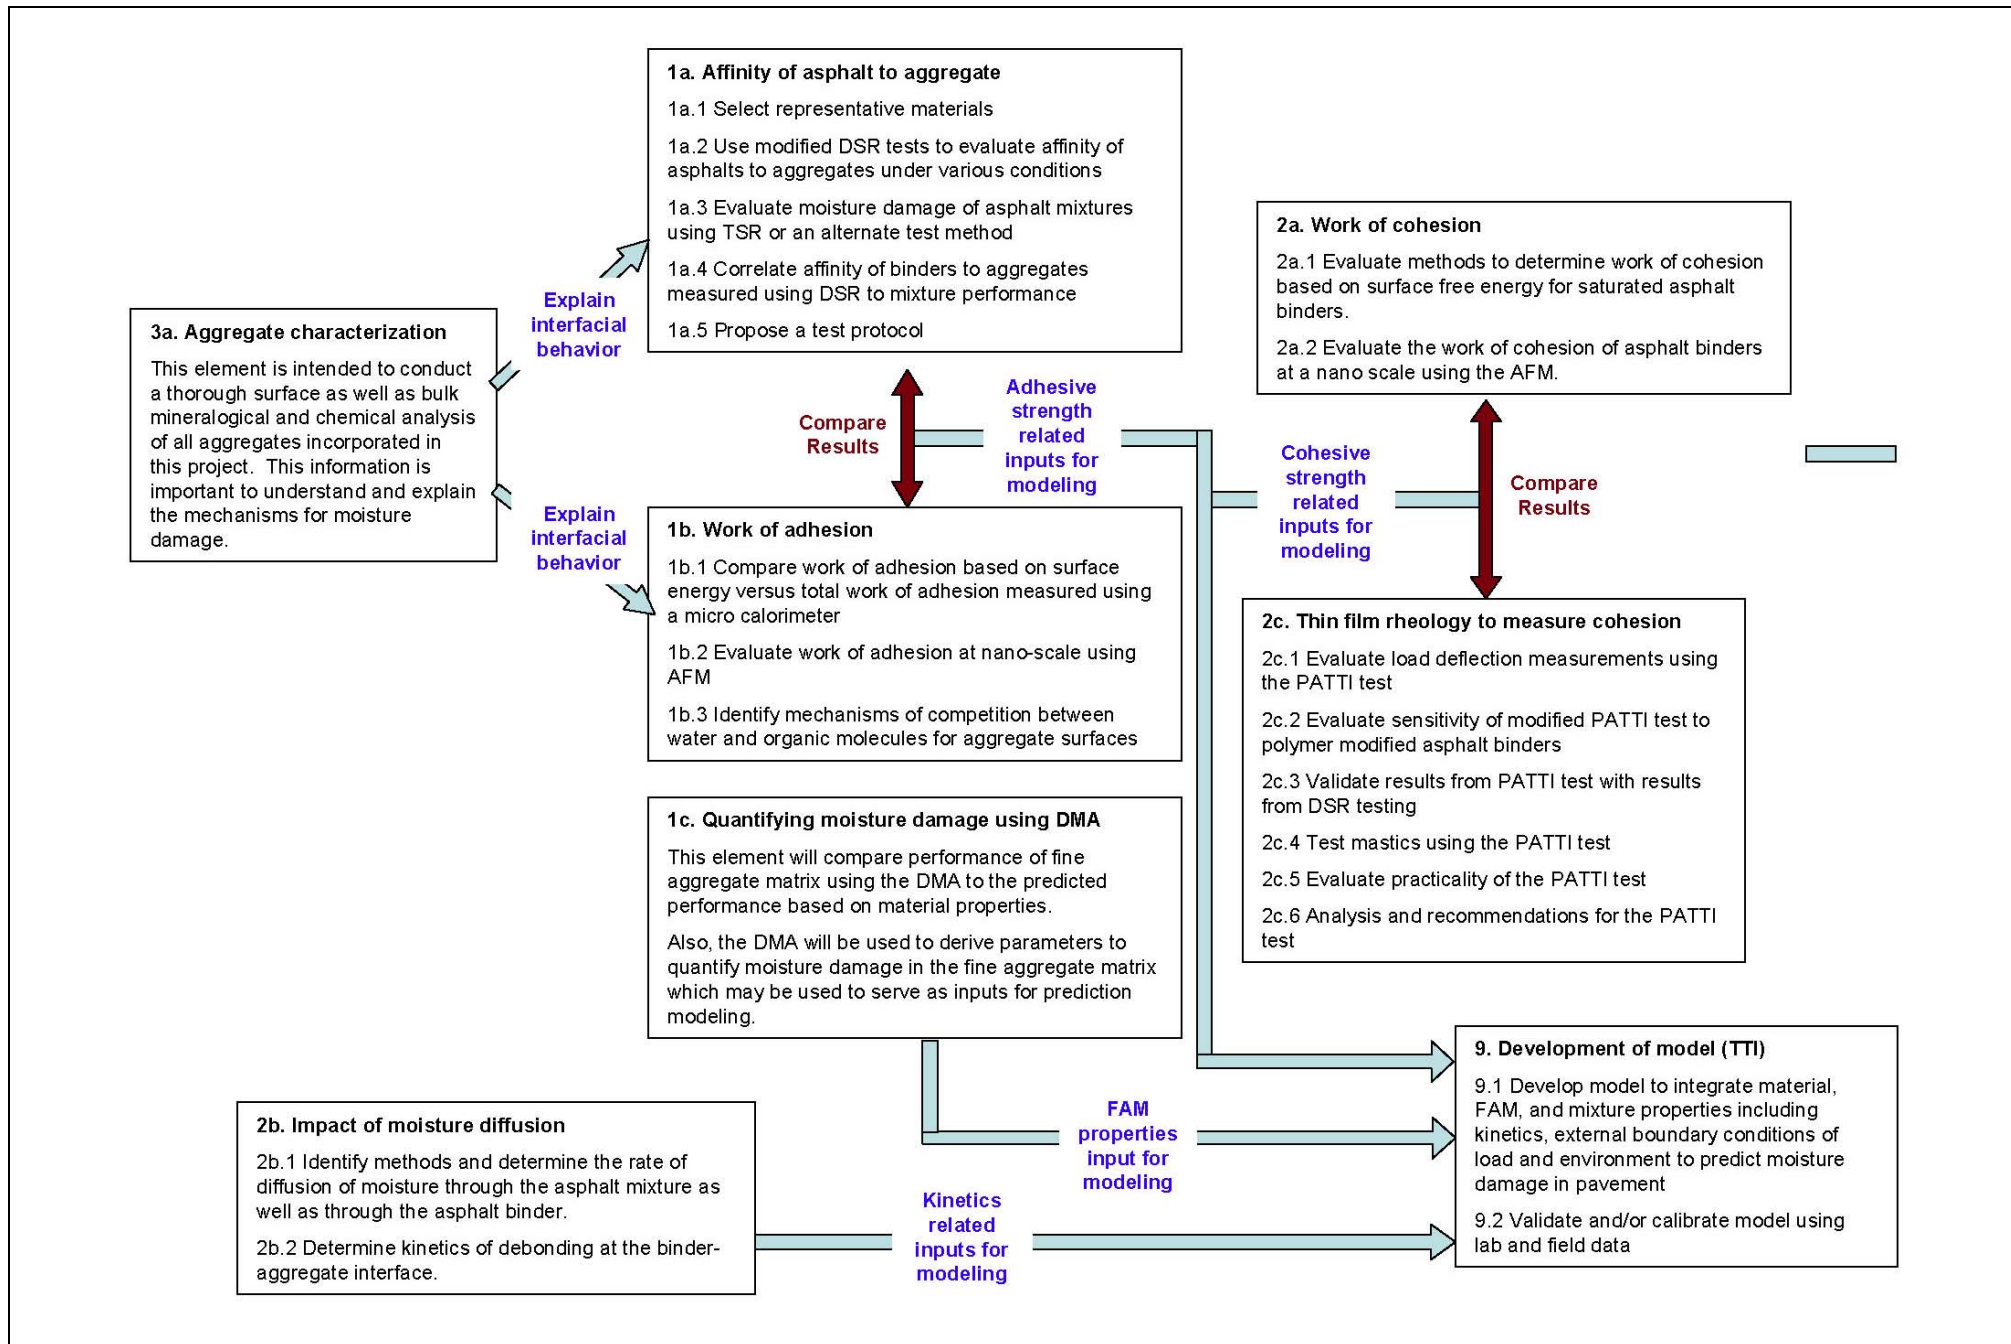 1a. Affinity of asphalt to aggregate
1a.1 Select representative materials
1a.2 Use modified DSR tests to evaluate affinity of
asphalts to aggregates under various conditions
1a.3 Evaluate moisture damage of asphalt mixtures
using TSR or an alternate test method
1a.4 Correlate affinity of binders to aggregates
measured using DSR to mixture performance
1a.5 Propose a test protocol
2a. Work of cohesion
2a.1 Evaluate methods to determine work of cohesion
based on surface free energy for saturated asphalt
binders.
2a.2 Evaluate the work of cohesion of asphalt binders
at a nano scale using the AFM.
Explain
interfacial
behavior
3a. Aggregate characterization
This element is intended to conduct
a thorough surface as well as bulk
mineralogical and chemical analysis
of all aggregates incorporated in
this project.  This information is
important to understand and explain
the mechanisms for moisture
damage.
Explain
interfacial
behavior
Compare
Results
Adhesive
strength
related
inputs for
modeling
Cohesive
strength
related
inputs for
modeling
Compare
Results
1b. Work of adhesion
1b.1 Compare work of adhesion based on surface
energy versus total work of adhesion measured using
a micro calorimeter
1b.2 Evaluate work of adhesion at nano-scale using
AFM
1b.3 Identify mechanisms of competition between
water and organic molecules for aggregate surfaces
2c. Thin film rheology to measure cohesion
2c.1 Evaluate load deflection measurements using
the PATTI test
2c.2 Evaluate sensitivity of modified PATTI test to
polymer modified asphalt binders
2c.3 Validate results from PATTI test with results
from DSR testing
2c.4 Test mastics using the PATTI test
2c.5 Evaluate practicality of the PATTI test
2c.6 Analysis and recommendations for the PATTI
test
1c. Quantifying moisture damage using DMA
This element will compare performance of fine
aggregate matrix using the DMA to the predicted
performance based on material properties.
Also, the DMA will be used to derive parameters to
quantify moisture damage in the fine aggregate matrix
which may be used to serve as inputs for prediction
modeling.
2b. Impact of moisture diffusion
2b.1 Identify methods and determine the rate of
diffusion of moisture through the asphalt mixture as
well as through the asphalt binder.
2b.2 Determine kinetics of debonding at the binder-
aggregate interface.
FAM
properties
input for
modeling
Kinetics
related
inputs for
modeling
9. Development of model (TTI)
9.1 Develop model to integrate material,
FAM, and mixture properties including
kinetics, external boundary conditions of
load and environment to predict moisture
damage in pavement
9.2 Validate and/or calibrate model using
lab and field data